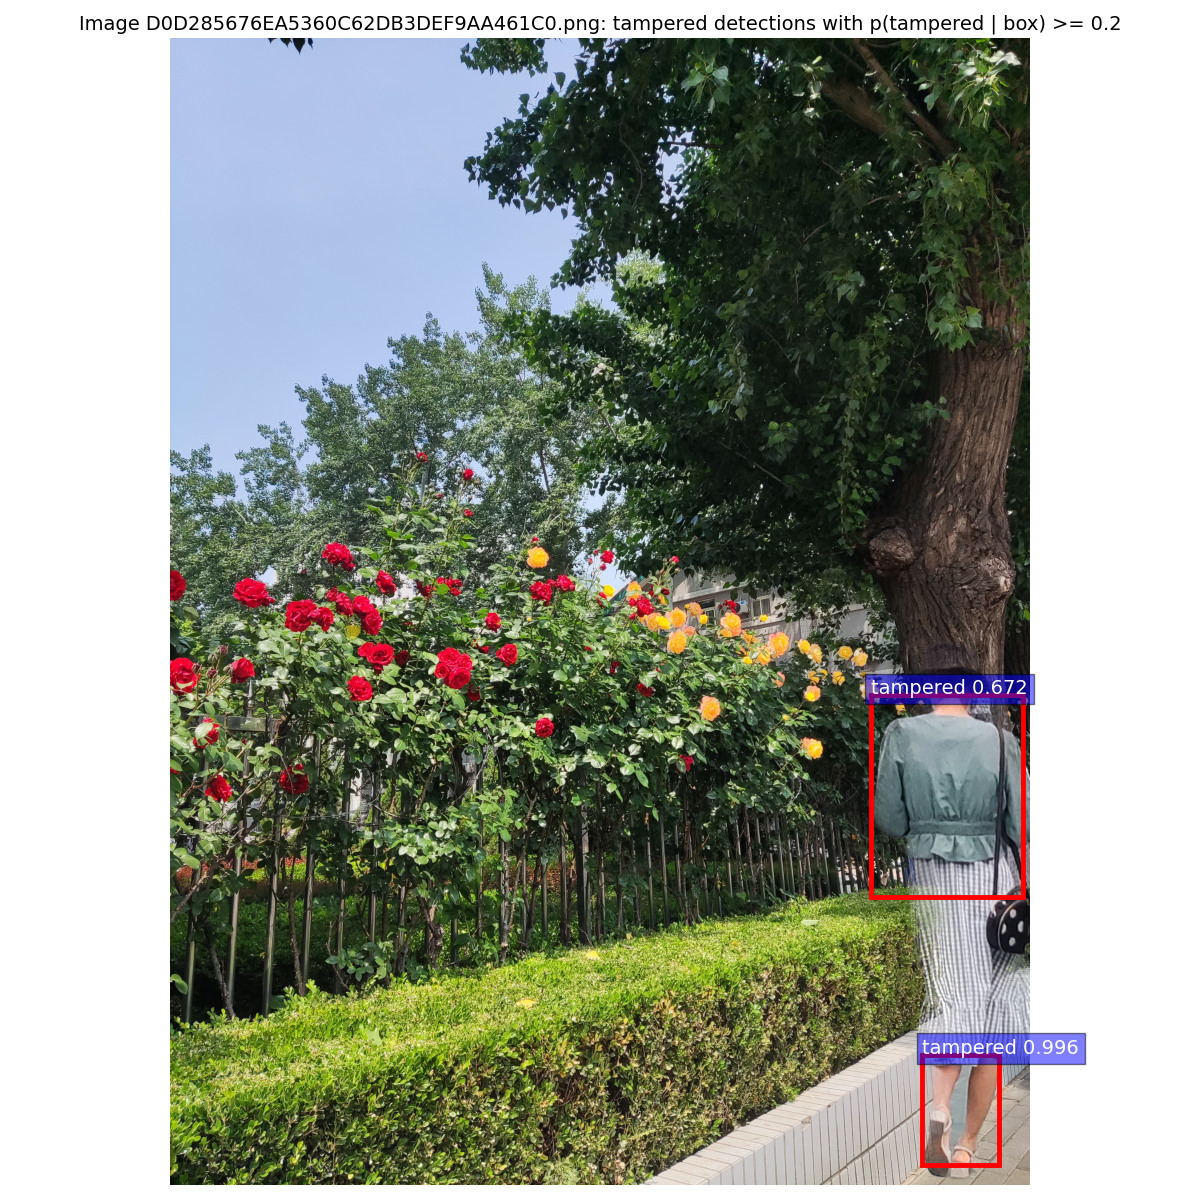 Image D0D285676EA5360C62DB3DEF9AA461C0.png: tampered detections with p(tampered | box) >= 0.2
tampered 0.672
tampered 0.996